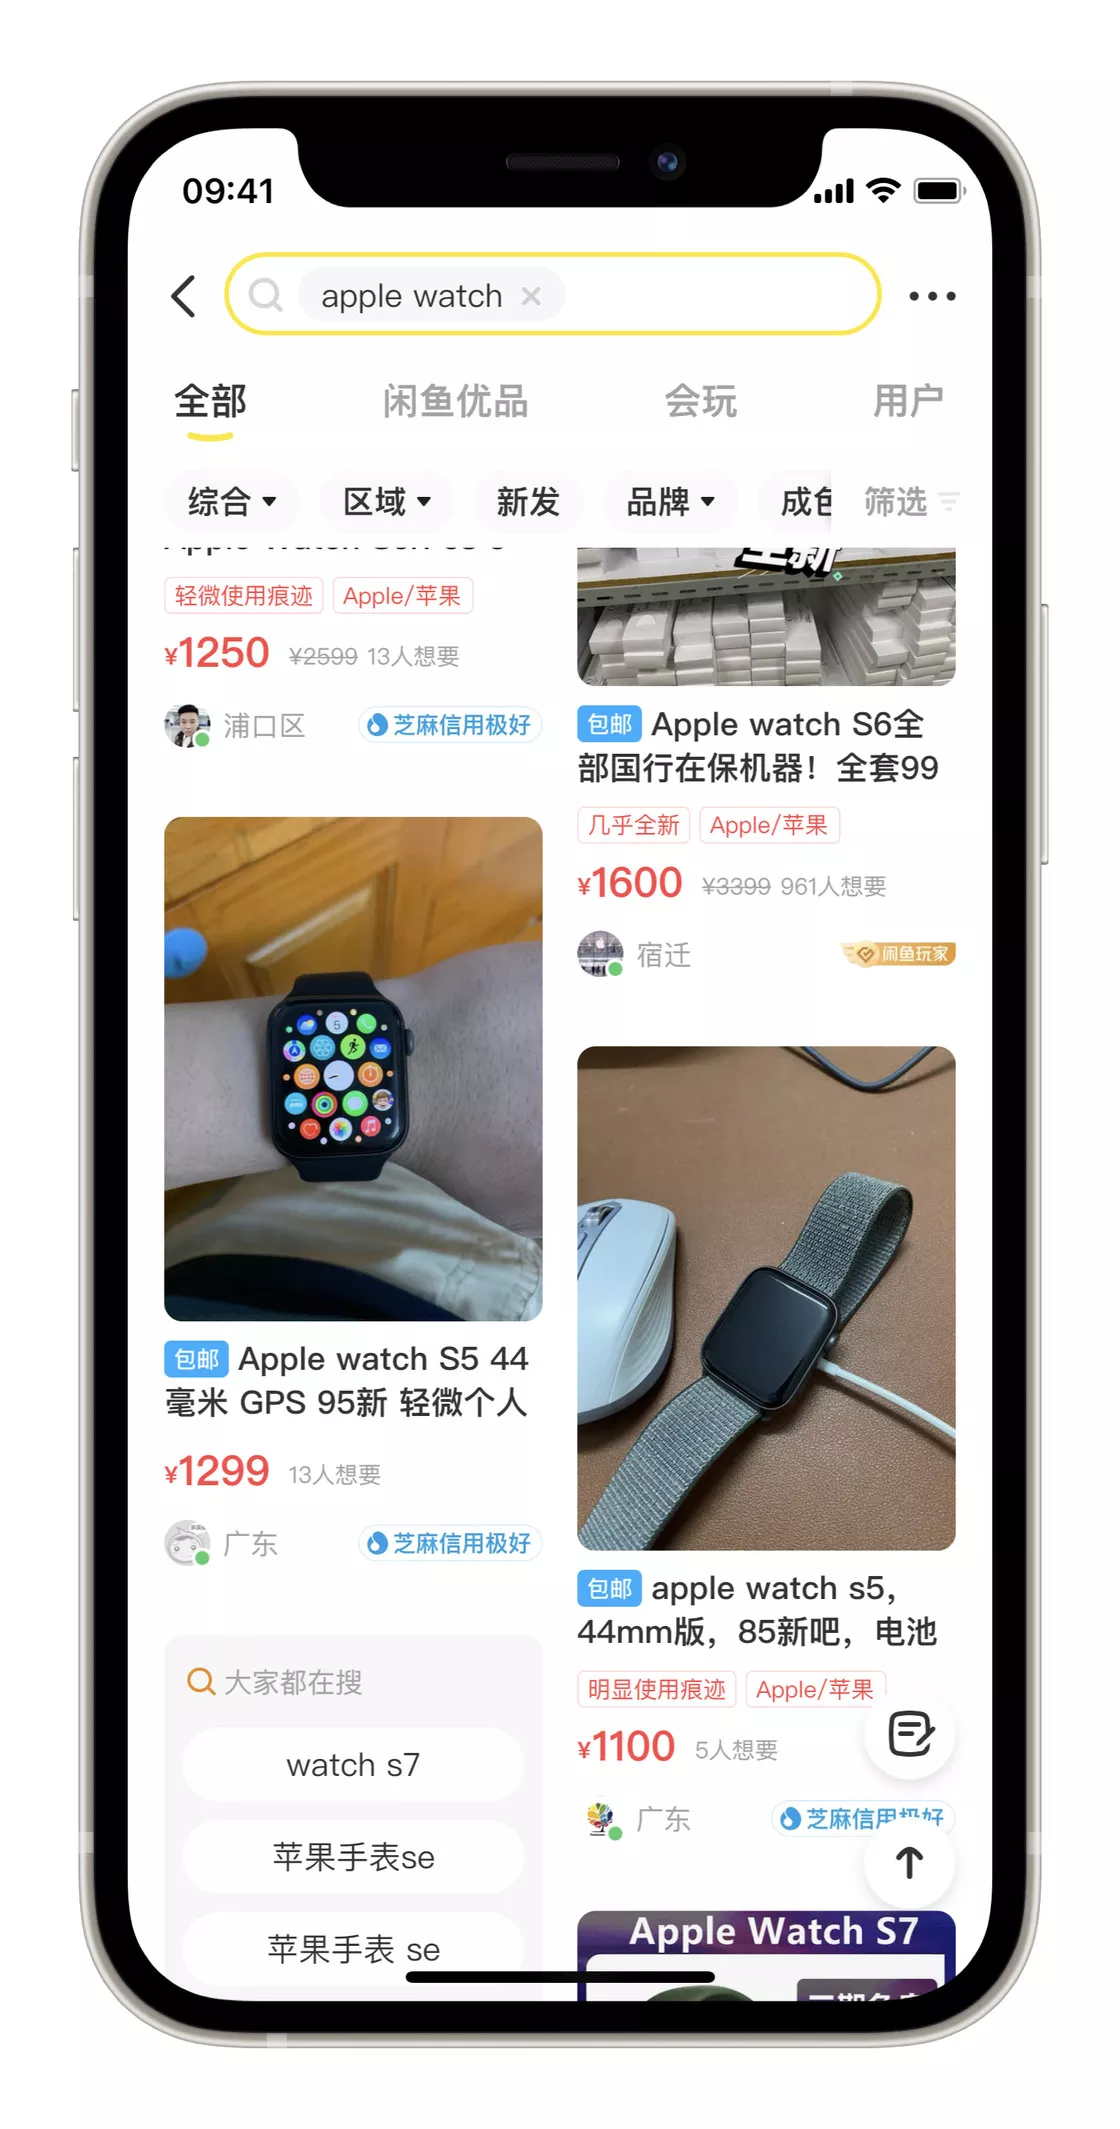 09:41
apple watch
全部 闲鱼优品 会玩 用户
综合 区域 新发 品牌 成色 筛选
轻微使用痕迹 Apple/苹果
¥1250 ¥2599 13人想要
浦口区 芝麻信用极好
包邮 Apple watch S5 44
毫米 GPS 95新 轻微个人
¥1299 13人想要
广东 芝麻信用极好
大家都在搜
watch s7
苹果手表se
苹果手表 se
全新
包邮 Apple watch S6全
部国行在保机器！全套99
几乎全新 Apple/苹果
¥1600 ¥3399 961人想要
宿迁 闲鱼玩家
包邮 apple watch s5，
44mm版，85新吧，电池
明显使用痕迹 Apple/苹果
¥1100 5人想要
广东 芝麻信用极好
Apple Watch S7